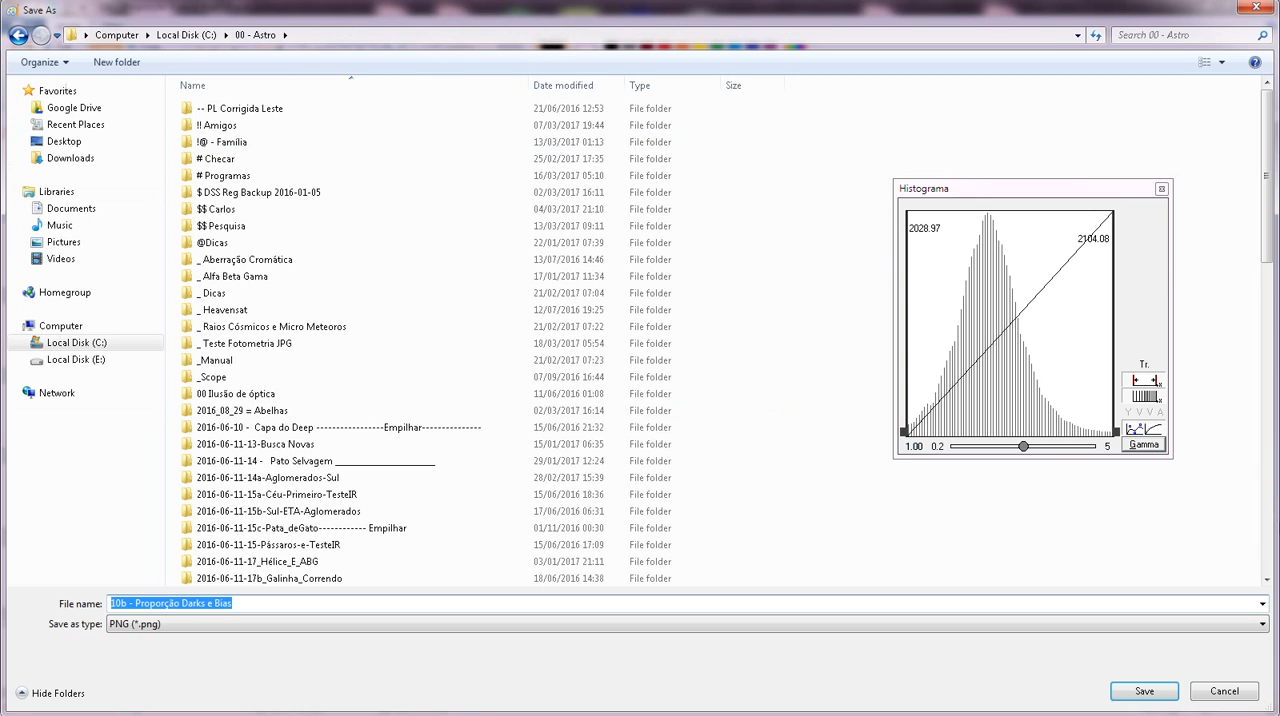 Save As
Computer Local Disk (C:) 00 - Astro
Search 00 - Astro
Organize New folder
Name Date modified Type Size
Favorites
Google Drive
Recent Places
Desktop
Downloads
Libraries
Documents
Music
Pictures
Videos
Homegroup
Computer
Local Disk (C:)
Local Disk (E:)
Network
-- PL Corrigida Leste 21/06/2016 12:53 File folder
!! Amigos 07/03/2017 19:44 File folder
!@ - Família 13/03/2017 01:13 File folder
# Checar 25/02/2017 17:35 File folder
# Programas 16/03/2017 05:10 File folder
$ DSS Reg Backup 2016-01-05 02/03/2017 16:11 File folder
$$ Carlos 04/03/2017 21:10 File folder
$$ Pesquisa 13/03/2017 09:11 File folder
@Dicas 22/01/2017 07:39 File folder
_ Aberração Cromática 13/07/2016 14:46 File folder
_ Alfa Beta Gama 17/01/2017 11:34 File folder
_ Dicas 21/02/2017 07:04 File folder
_ Heavensat 12/07/2016 19:25 File folder
_ Raios Cósmicos e Micro Meteoros 21/02/2017 07:22 File folder
_ Teste Fotometria JPG 18/03/2017 05:54 File folder
_Manual 21/02/2017 07:23 File folder
_Scope 07/09/2016 16:44 File folder
00 Ilusão de óptica 11/06/2016 01:08 File folder
2016_08_29 = Abelhas 02/03/2017 16:14 File folder
2016-06-10 - Capa do Deep ----------------Empilhar-------------- 15/06/2016 21:32 File folder
2016-06-11-13-Busca Novas 15/01/2017 06:35 File folder
2016-06-11-14 - Pato Selvagem ____________________ 29/01/2017 12:24 File folder
2016-06-11-14a-Aglomerados-Sul 28/02/2017 15:39 File folder
2016-06-11-15a-Céu-Primeiro-TesteIR 15/06/2016 18:36 File folder
2016-06-11-15b-Sul-ETA-Aglomerados 17/06/2016 06:31 File folder
2016-06-11-15c-Pata_deGato------------ Empilhar 01/11/2016 00:30 File folder
2016-06-11-15-Pássaros-e-TesteIR 15/06/2016 17:09 File folder
2016-06-11-17_Hélice_E_ABG 03/01/2017 21:11 File folder
2016-06-11-17b_Galinha_Correndo 18/06/2016 14:38 File folder
Histograma
2028.97
2104.08
Tr.
Y V V A
1.00 0.2 5 Gamma
File name: 10b - Proporção Darks e Bias
Save as type: PNG (*.png)
Hide Folders Save Cancel